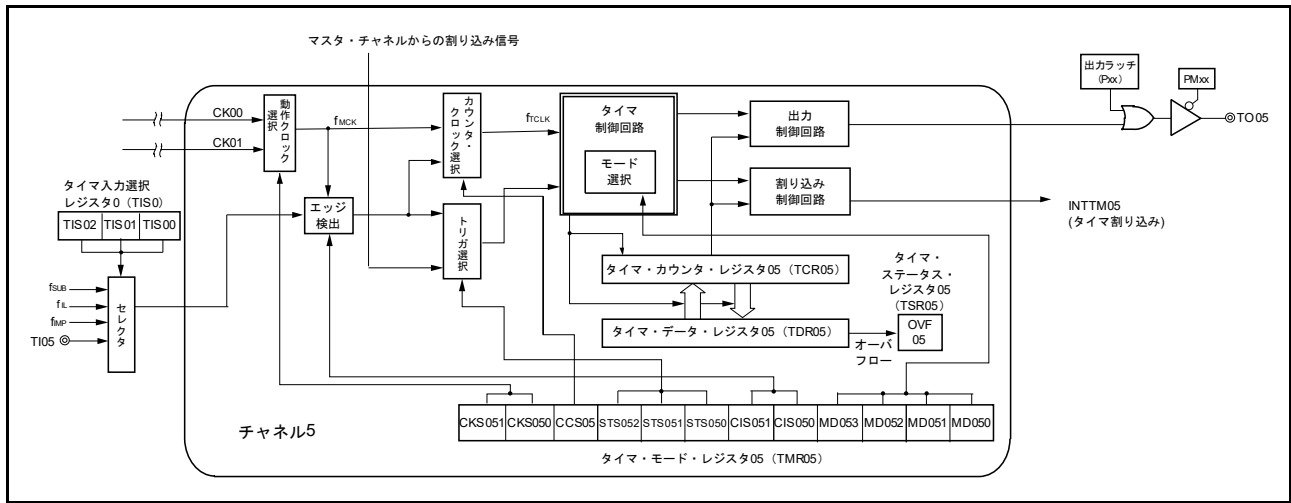 マスタ・チャネルからの割り込み信号
出力ラッチ
(Pxx)
PMxx
TO05
CK00
CK01
動作クロック
選択
fMCK
カウンタ・
クロック選択
fTCLK
タイマ
制御回路
モード
選択
出力
制御回路
割り込み
制御回路
INTTM05
(タイマ割り込み)
タイマ入力選択
レジスタ0(TIS0)
TIS02 TIS01 TIS00
エッジ
検出
トリガ選択
fSUB
fIL
fIMP
TI05
セレクタ
タイマ・カウンタ・レジスタ05(TCR05)
タイマ・データ・レジスタ05(TDR05)
タイマ・
ステータス・
レジスタ05
(TSR05)
OVF
05
オーバ
フロー
チャネル5
CKS051 CKS050 CCS05 STS052 STS051 STS050 CIS051 CIS050 MD053 MD052 MD051 MD050
タイマ・モード・レジスタ05(TMR05)